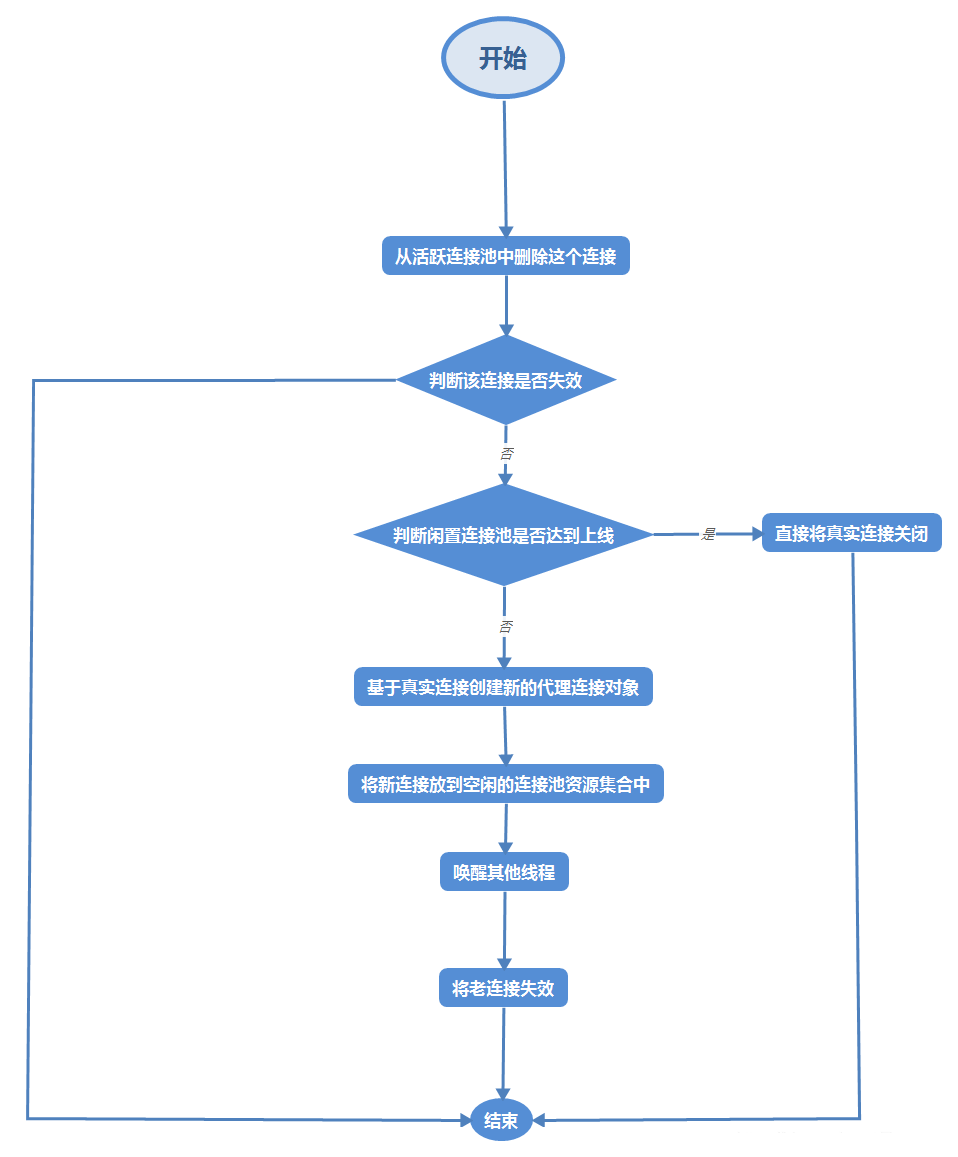 开始
从活跃连接池中删除这个连接
判断该连接是否失效
否
判断闲置连接池是否达到上线
是
直接将真实连接关闭
否
基于真实连接创建新的代理连接对象
将新连接放到空闲的连接池资源集合中
唤醒其他线程
将老连接失效
结束